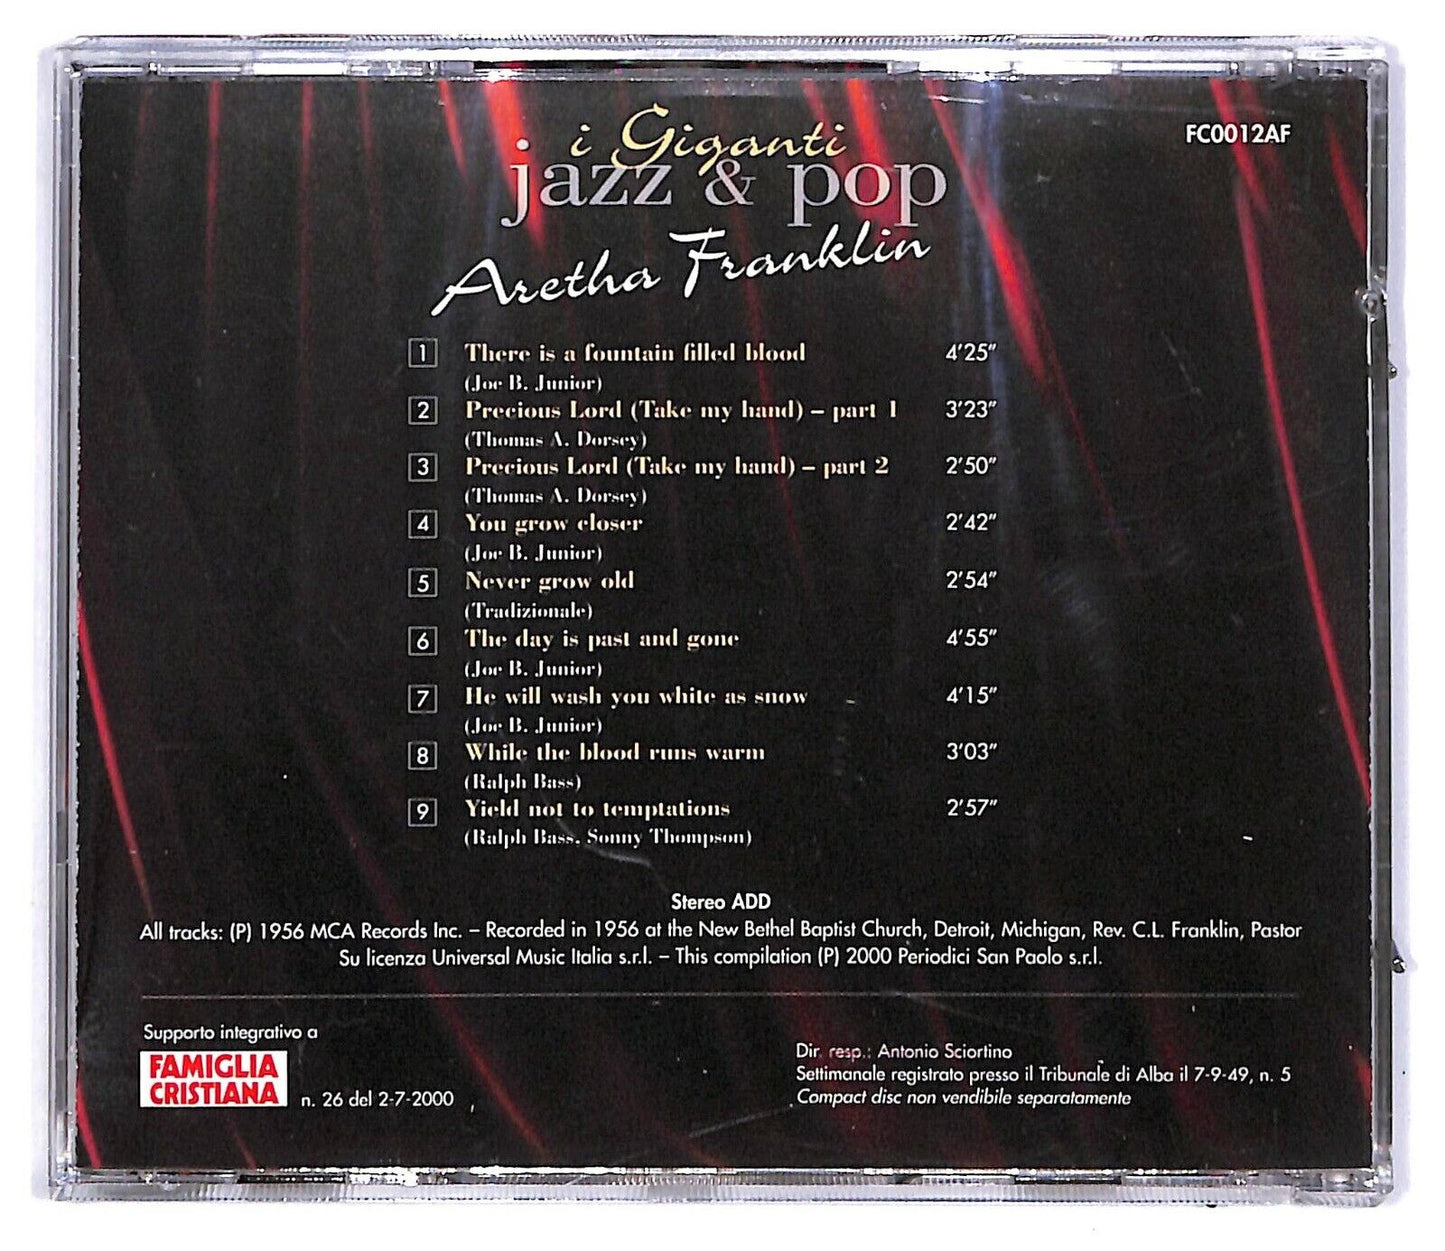 FC0012AF
i Giganti
jazz & pop
Aretha Franklin
1 There is a fountain filled blood 4'25"
(Joe B. Junior)
2 Precious Lord (Take my hand) – part 1 3'23"
(Thomas A. Dorsey)
3 Precious Lord (Take my hand) – part 2 2'50"
(Thomas A. Dorsey)
4 You grow closer 2'42"
(Joe B. Junior)
5 Never grow old 2'54"
(Tradizionale)
6 The day is past and gone 4'55"
(Joe B. Junior)
7 He will wash you white as snow 4'15"
(Joe B. Junior)
8 While the blood runs warm 3'03"
(Ralph Bass)
9 Yield not to temptations 2'57"
(Ralph Bass, Sonny Thompson)
Stereo ADD
All tracks: (P) 1956 MCA Records Inc. – Recorded in 1956 at the New Bethel Baptist Church, Detroit, Michigan, Rev. C.L. Franklin, Pastor
Su licenza Universal Music Italia s.r.l. – This compilation (P) 2000 Periodici San Paolo s.r.l.
Supporto integrativo a
FAMIGLIA
CRISTIANA
n. 26 del 2-7-2000
Dir. resp.: Antonio Sciortino
Settimanale registrato presso il Tribunale di Alba il 7-9-49, n. 5
Compact disc non vendibile separatamente